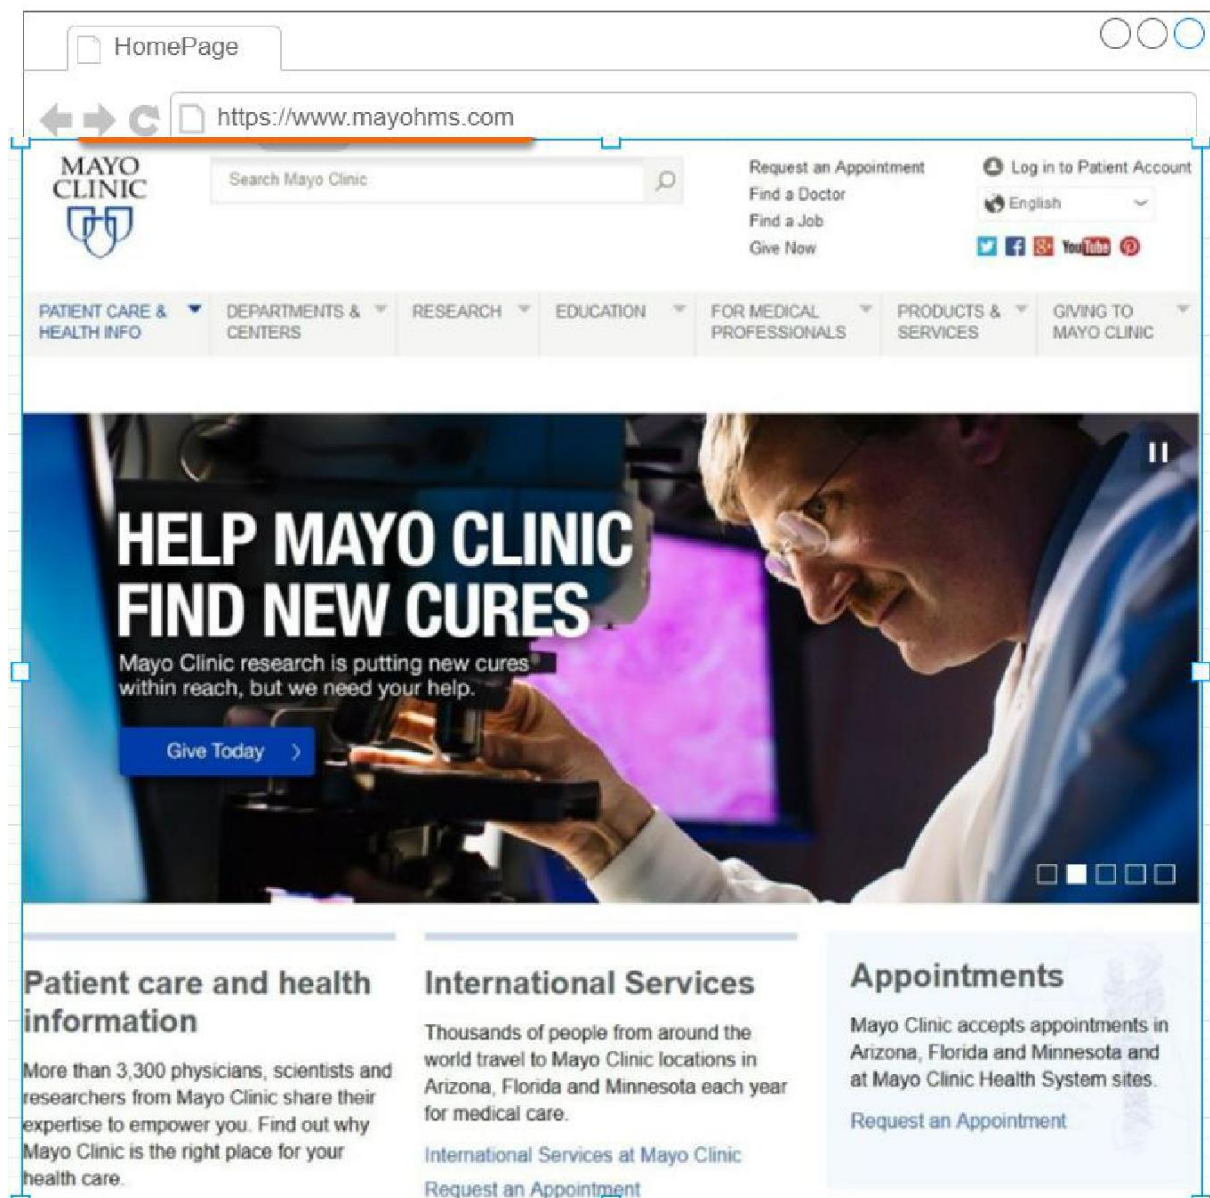 HomePage
https://www.mayohms.com
MAYO
CLINIC
Search Mayo Clinic
Request an Appointment
Find a Doctor
Find a Job
Give Now
Log in to Patient Account
English
YouTube
PATIENT CARE &
HEALTH INFO
DEPARTMENTS &
CENTERS
RESEARCH
EDUCATION
FOR MEDICAL
PROFESSIONALS
PRODUCTS &
SERVICES
GIVING TO
MAYO CLINIC
HELP MAYO CLINIC
FIND NEW CURES
Mayo Clinic research is putting new cures
within reach, but we need your help.
Give Today
Patient care and health
information
More than 3,300 physicians, scientists and
researchers from Mayo Clinic share their
expertise to empower you. Find out why
Mayo Clinic is the right place for your
health care.
International Services
Thousands of people from around the
world travel to Mayo Clinic locations in
Arizona, Florida and Minnesota each year
for medical care.
International Services at Mayo Clinic
Request an Appointment
Appointments
Mayo Clinic accepts appointments in
Arizona, Florida and Minnesota and
at Mayo Clinic Health System sites.
Request an Appointment